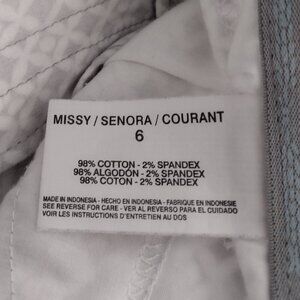 MISSY / SENORA / COURANT
6
98% COTTON - 2% SPANDEX
98% ALGODÓN - 2% SPANDEX
98% COTON - 2% SPANDEX
MADE IN INDONESIA - HECHO EN INDONESIA - FABRIQUE EN INDONESIE
SEE REVERSE FOR CARE - VER AL REVERSO PARA EL CUIDADO
VOIR LES INSTRUCTIONS D'ENTRETIEN AU DOS